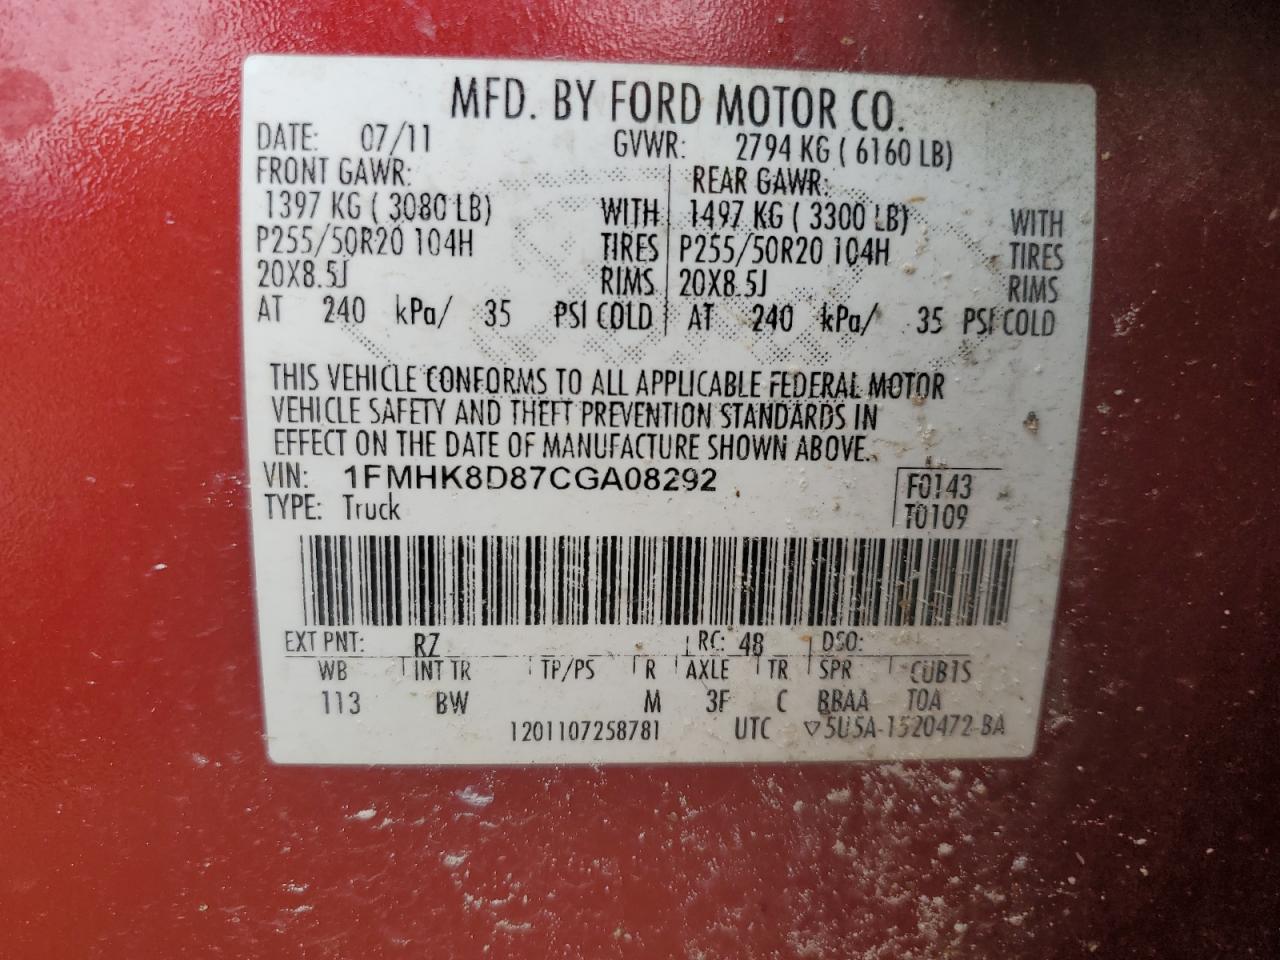 MFD. BY FORD MOTOR CO.
DATE: 07/11 GVWR: 2794 KG ( 6160 LB)
FRONT GAWR: REAR GAWR:
1397 KG ( 3080 LB) WITH 1497 KG ( 3300 LB) WITH
P255/50R20 104H TIRES P255/50R20 104H TIRES
20X8.5J RIMS 20X8.5J RIMS
AT 240 kPa/ 35 PSI COLD AT 240 kPa/ 35 PSI COLD
THIS VEHICLE CONFORMS TO ALL APPLICABLE FEDERAL MOTOR
VEHICLE SAFETY AND THEFT PREVENTION STANDARDS IN
EFFECT ON THE DATE OF MANUFACTURE SHOWN ABOVE.
VIN: 1FMHK8D87CGA08292 F0143
TYPE: Truck T0109
EXT PNT: RZ RC: 48 DSO:
WB INT TR TP/PS R AXLE TR SPR CUBTS
113 BW M 3F C BBAA TOA
1201107258781 UTC ▽5U5A-1520472-BA